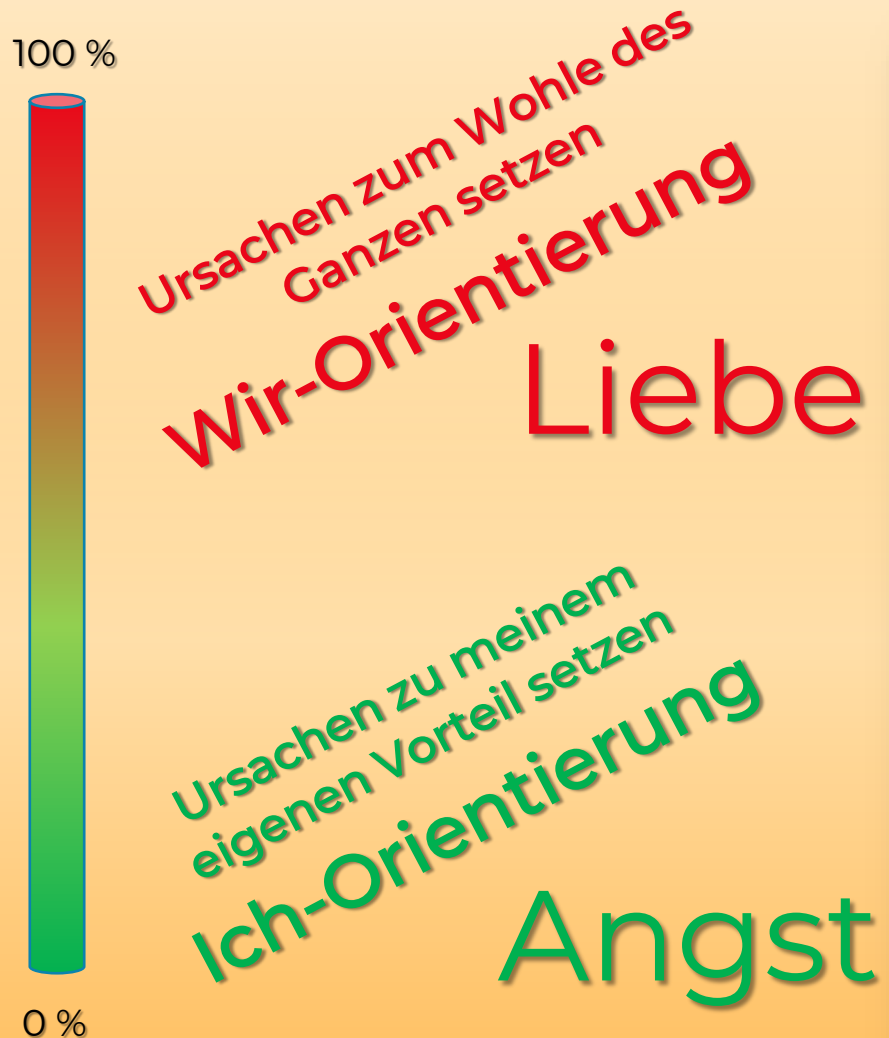 100 %
Ursachen zum Wohle des
Ganzen setzen
Wir-Orientierung
Liebe
Ursachen zu meinem
eigenen Vorteil setzen
Ich-Orientierung
Angst
0 %